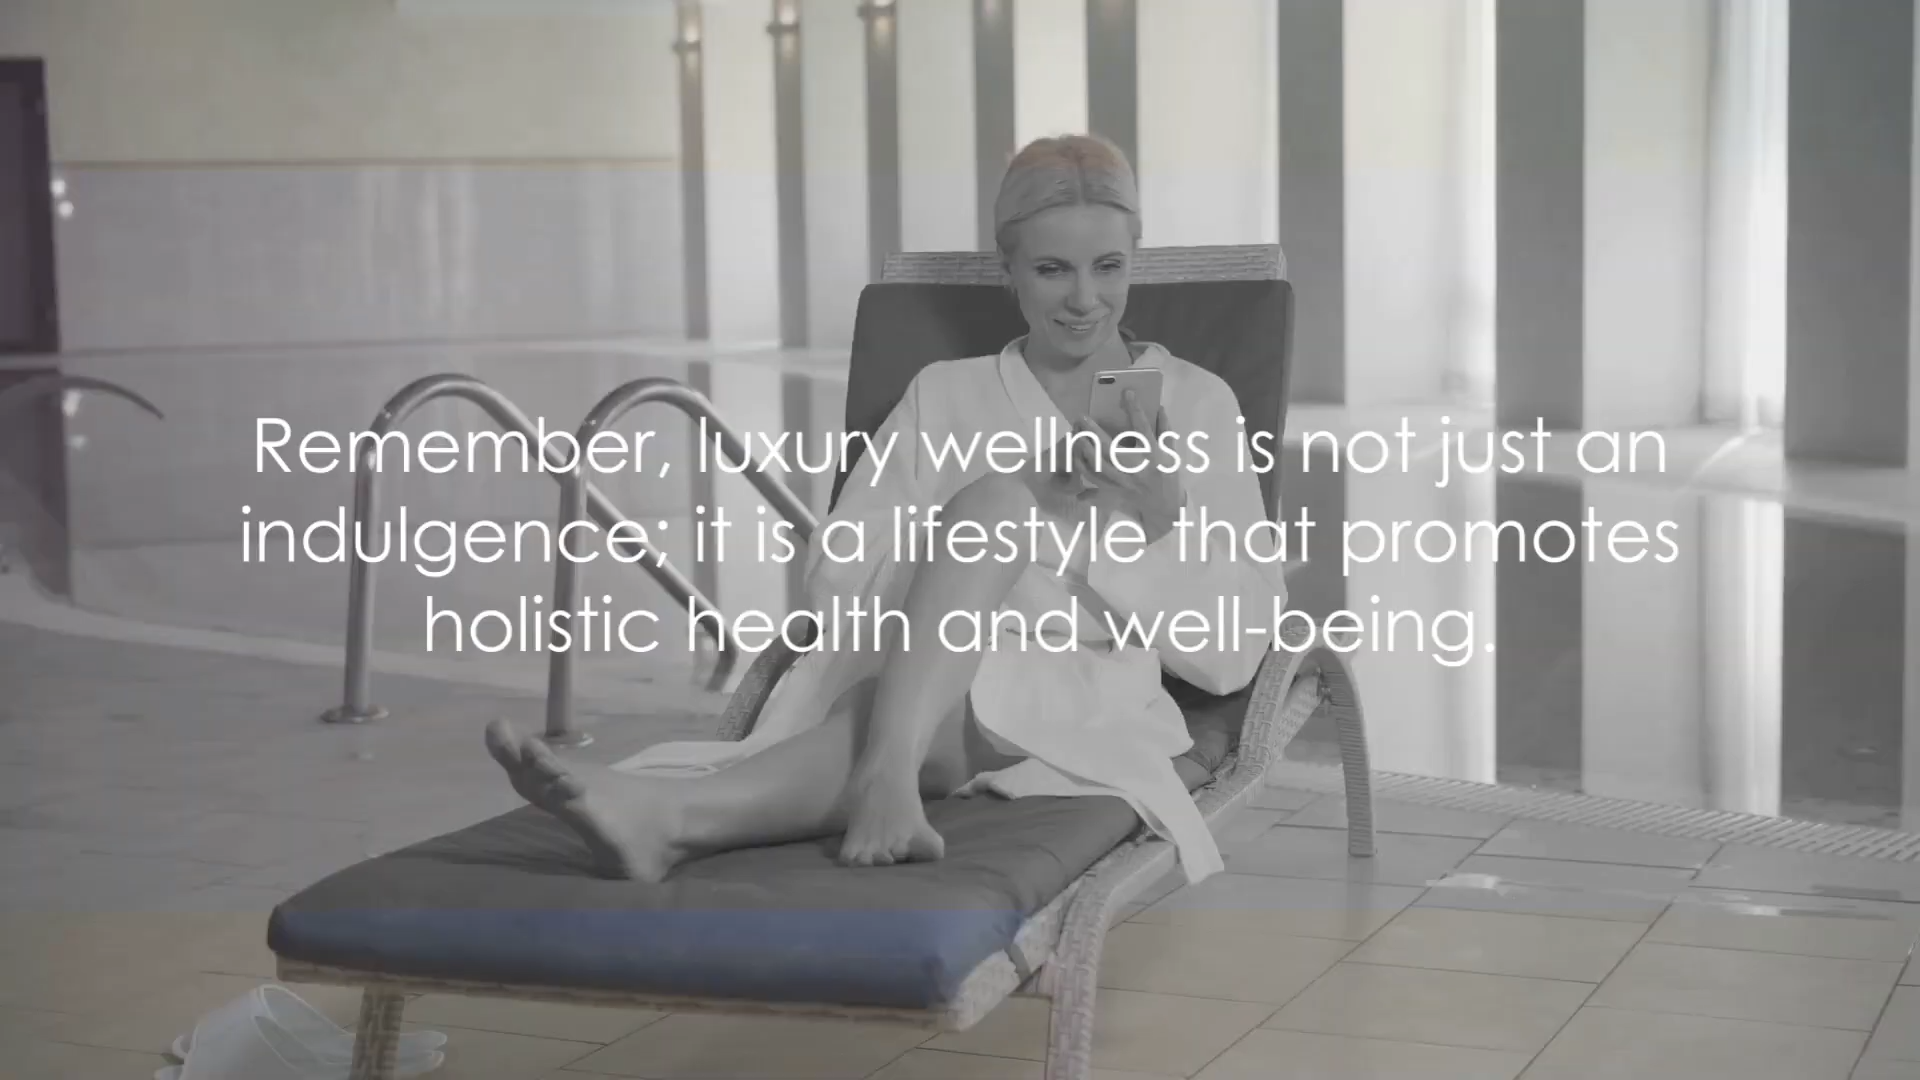 Remember, luxury wellness is not just an
indulgence; it is a lifestyle that promotes
holistic health and well-being.